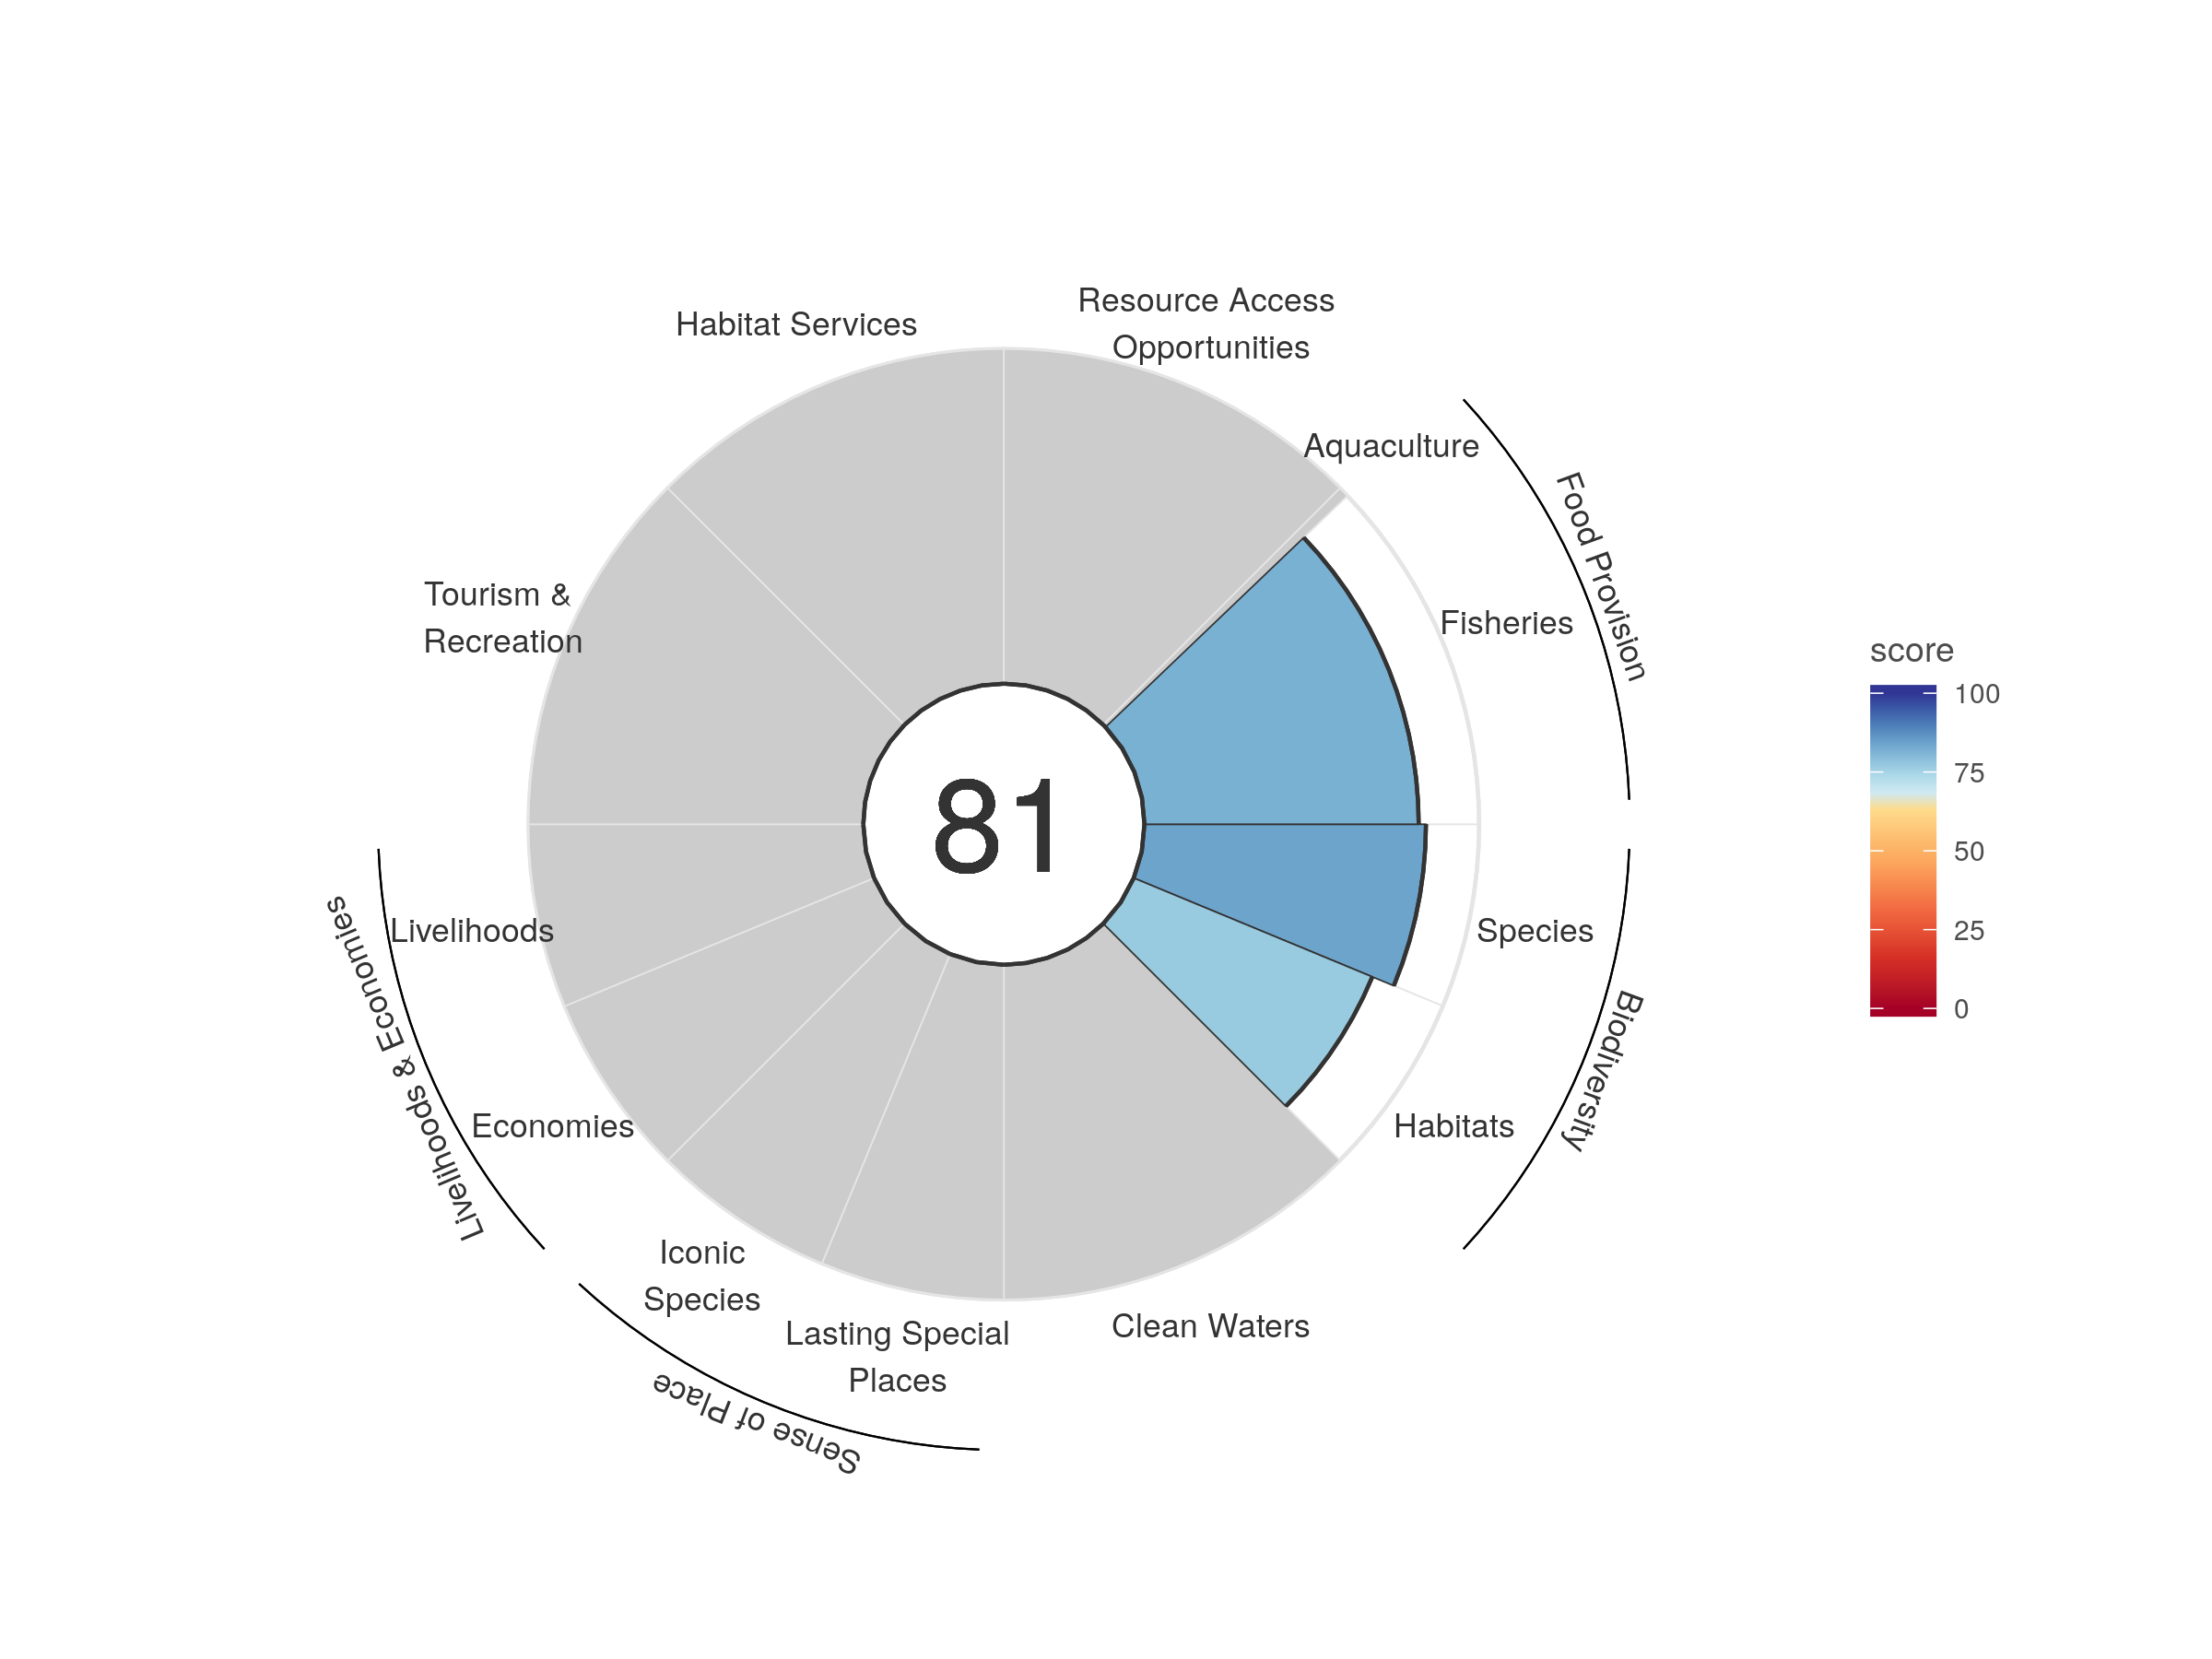 Resource Access
Opportunities
Habitat Services
Aquaculture
Food Provision
Tourism &
Recreation
Fisheries
score
100
75
50
25
0
81
Livelihoods
Species
Livelihoods & Economies
Biodiversity
Economies
Habitats
Iconic
Species
Lasting Special
Places
Clean Waters
Sense of Place